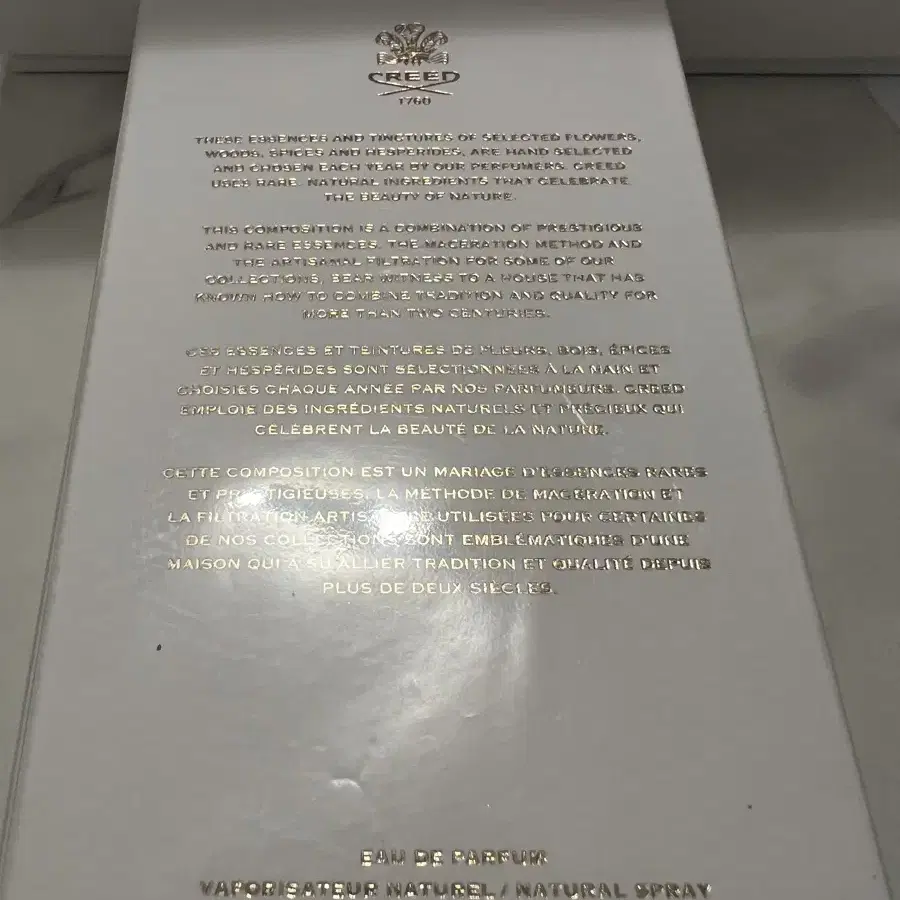 CREED
1760
THESE ESSENCES AND TINCTURES OF SELECTED FLOWERS,
WOODS, SPICES AND HESPERIDES, ARE HAND SELECTED
AND CHOSEN EACH YEAR BY OUR PERFUMERS. CREED
USES RARE, NATURAL INGREDIENTS THAT CELEBRATE
THE BEAUTY OF NATURE.
THIS COMPOSITION IS A COMBINATION OF PRESTIGIOUS
AND RARE ESSENCES. THE MACERATION METHOD AND
THE ARTISANAL FILTRATION FOR SOME OF OUR
COLLECTIONS, BEAR WITNESS TO A HOUSE THAT HAS
KNOWN HOW TO COMBINE TRADITION AND QUALITY FOR
MORE THAN TWO CENTURIES.
CES ESSENCES ET TEINTURES DE FLEURS, BOIS, ÉPICES
ET HESPÉRIDES SONT SÉLECTIONNÉES À LA MAIN ET
CHOISIES CHAQUE ANNÉE PAR NOS PARFUMEURS. CREED
EMPLOIE DES INGRÉDIENTS NATURELS ET PRÉCIEUX QUI
CÉLÈBRENT LA BEAUTÉ DE LA NATURE.
CETTE COMPOSITION EST UN MARIAGE D'ESSENCES RARES
ET PRESTIGIEUSES. LA MÉTHODE DE MACÉRATION ET
LA FILTRATION ARTISANALE UTILISÉES POUR CERTAINES
DE NOS COLLECTIONS SONT EMBLÉMATIQUES D'UNE
MAISON QUI A SU ALLIER TRADITION ET QUALITÉ DEPUIS
PLUS DE DEUX SIÈCLES.
EAU DE PARFUM
VAPORISATEUR NATUREL / NATURAL SPRAY